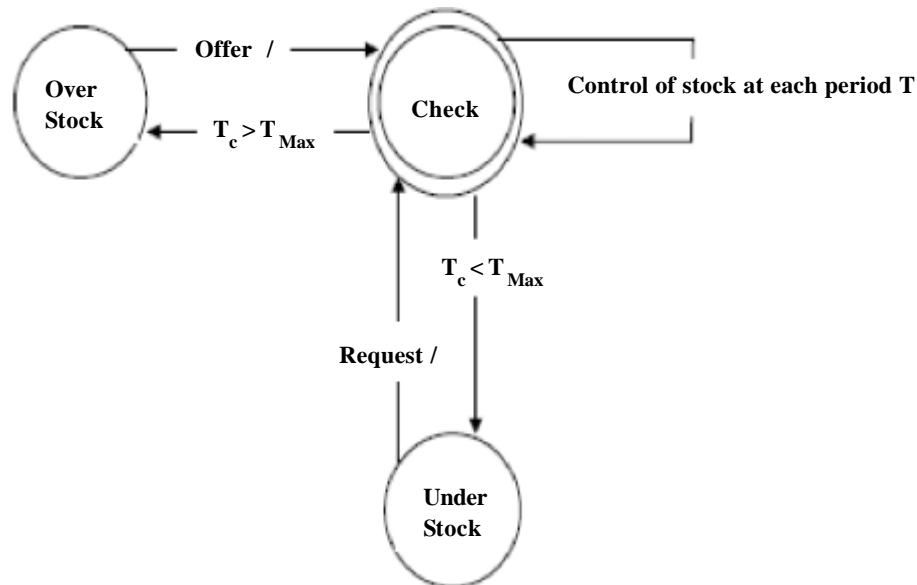 Offer /
Over
Stock
Check
Control of stock at each period T
T_c > T_Max
T_c < T_Max
Request /
Under
Stock